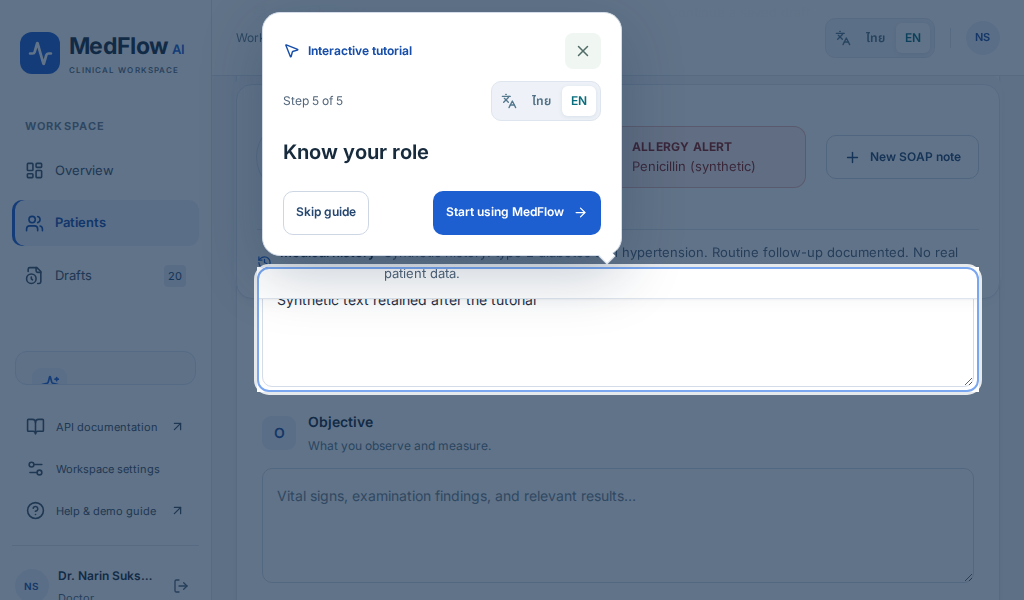 MedFlow AI
CLINICAL WORKSPACE
WORKSPACE
Overview
Patients
Drafts
20
API documentation
Workspace settings
Help & demo guide
NS
Dr. Narin Suks...
Doctor
ไทย
EN
NS
Interactive tutorial
Step 5 of 5
ไทย
EN
Know your role
Skip guide
Start using MedFlow
ALLERGY ALERT
Penicillin (synthetic)
New SOAP note
hypertension. Routine follow-up documented. No real
patient data.
Synthetic text retained after the tutorial
O
Objective
What you observe and measure.
Vital signs, examination findings, and relevant results...